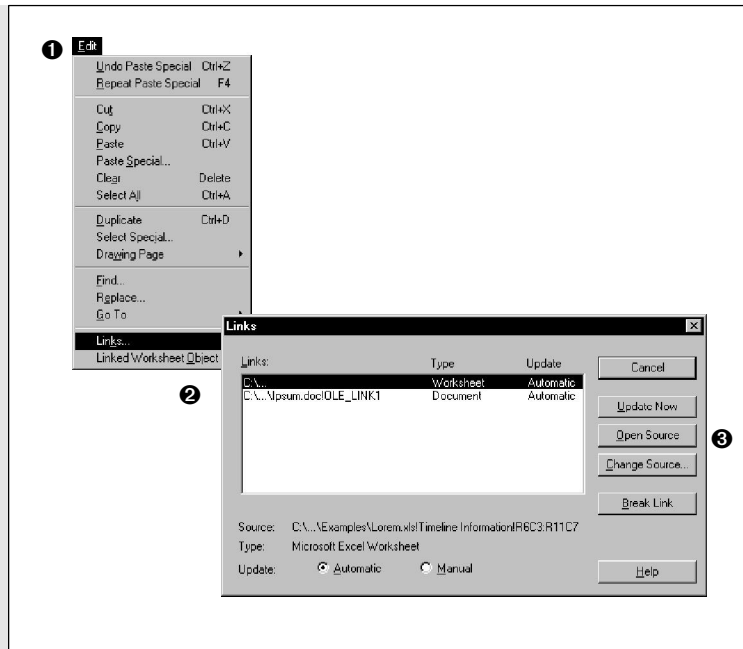 ❶ Edit
Undo Paste Special Ctrl+Z
Repeat Paste Special F4
Cut Ctrl+X
Copy Ctrl+C
Paste Ctrl+V
Paste Special...
Clear Delete
Select All Ctrl+A
Duplicate Ctrl+D
Select Special...
Drawing Page
Find...
Replace...
Go To
Links...
Linked Worksheet Object
❷
Links
Links: Type Update
C:\... Worksheet Automatic
C:\...\Ipsum.doc!OLE_LINK1 Document Automatic
Cancel
Update Now
Open Source ❸
Change Source...
Break Link
Source: C:\...\Examples\Lorem.xls!Timeline Information!R6C3:R11C7
Type: Microsoft Excel Worksheet
Update: Automatic Manual
Help